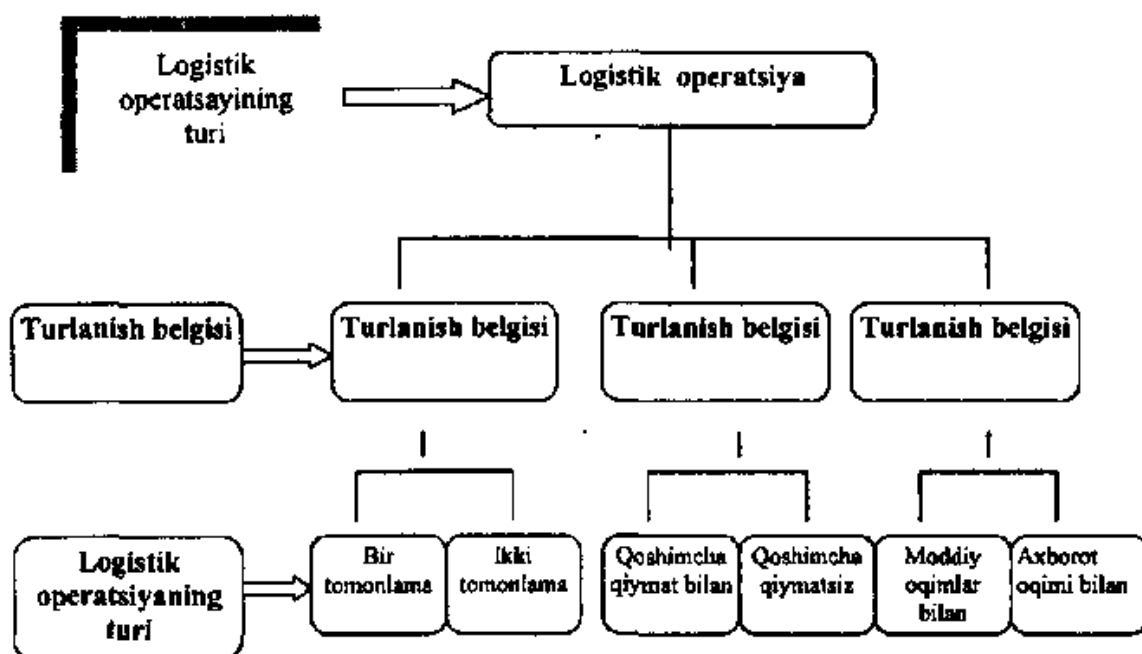 Logistik
operatsayining
turi
Logistik operatsiya
Turlanish belgisi
Turlanish belgisi
Turlanish belgisi
Turlanish belgisi
Logistik
operatsiyaning
turi
Bir
tomonlama
Ikki
tomonlama
Qoshimcha
qiymat bilan
Qoshimcha
qiymatsiz
Moddiy
oqimlar
bilan
Axborot
oqimi bilan